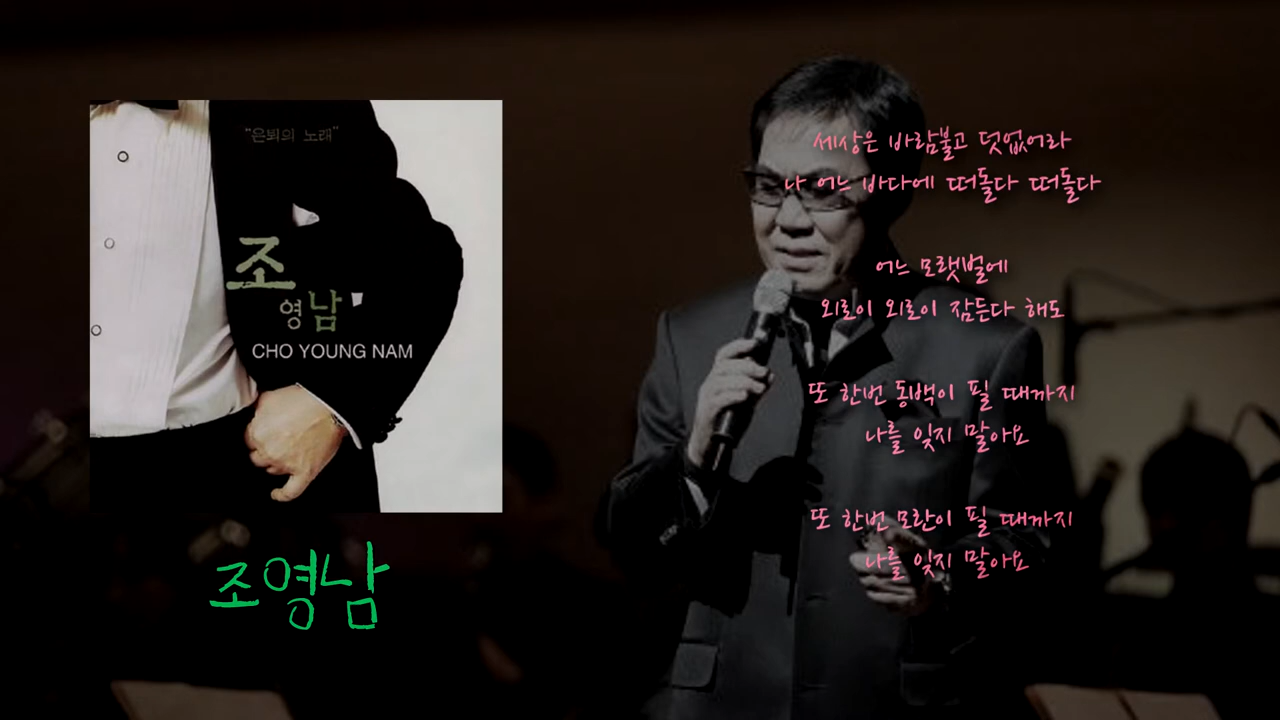 "은퇴의 노래"
조
영남
CHO YOUNG NAM
조영남
세상은 바람불고 덧없어라
나 어느 바다에 떠돌다 떠돌다
어느 모랫벌에
외로이 외로이 잠든다 해도
또 한번 동백이 필 때까지
나를 잊지 말아요
또 한번 모란이 필 때까지
나를 잊지 말아요